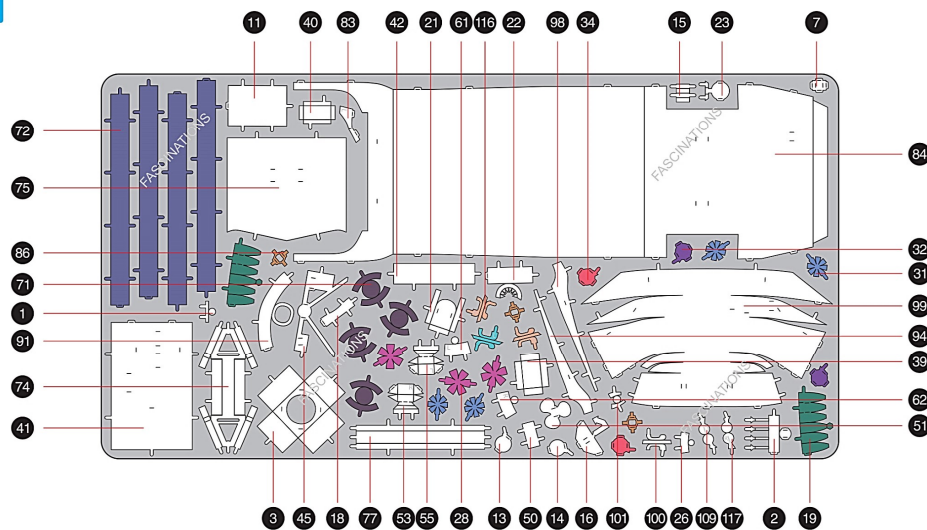 11 40 83 42 21 61 116 22 98 34 15 23 7
72
FASCINATIONS
FASCINATIONS
84
75
86
32
71
31
1
99
91
94
FASCINATIONS
39
74
FASCINATIONS
62
41
51
3 45 18 77 53 55 28 13 50 14 16 101 100 26 109 117 2 19